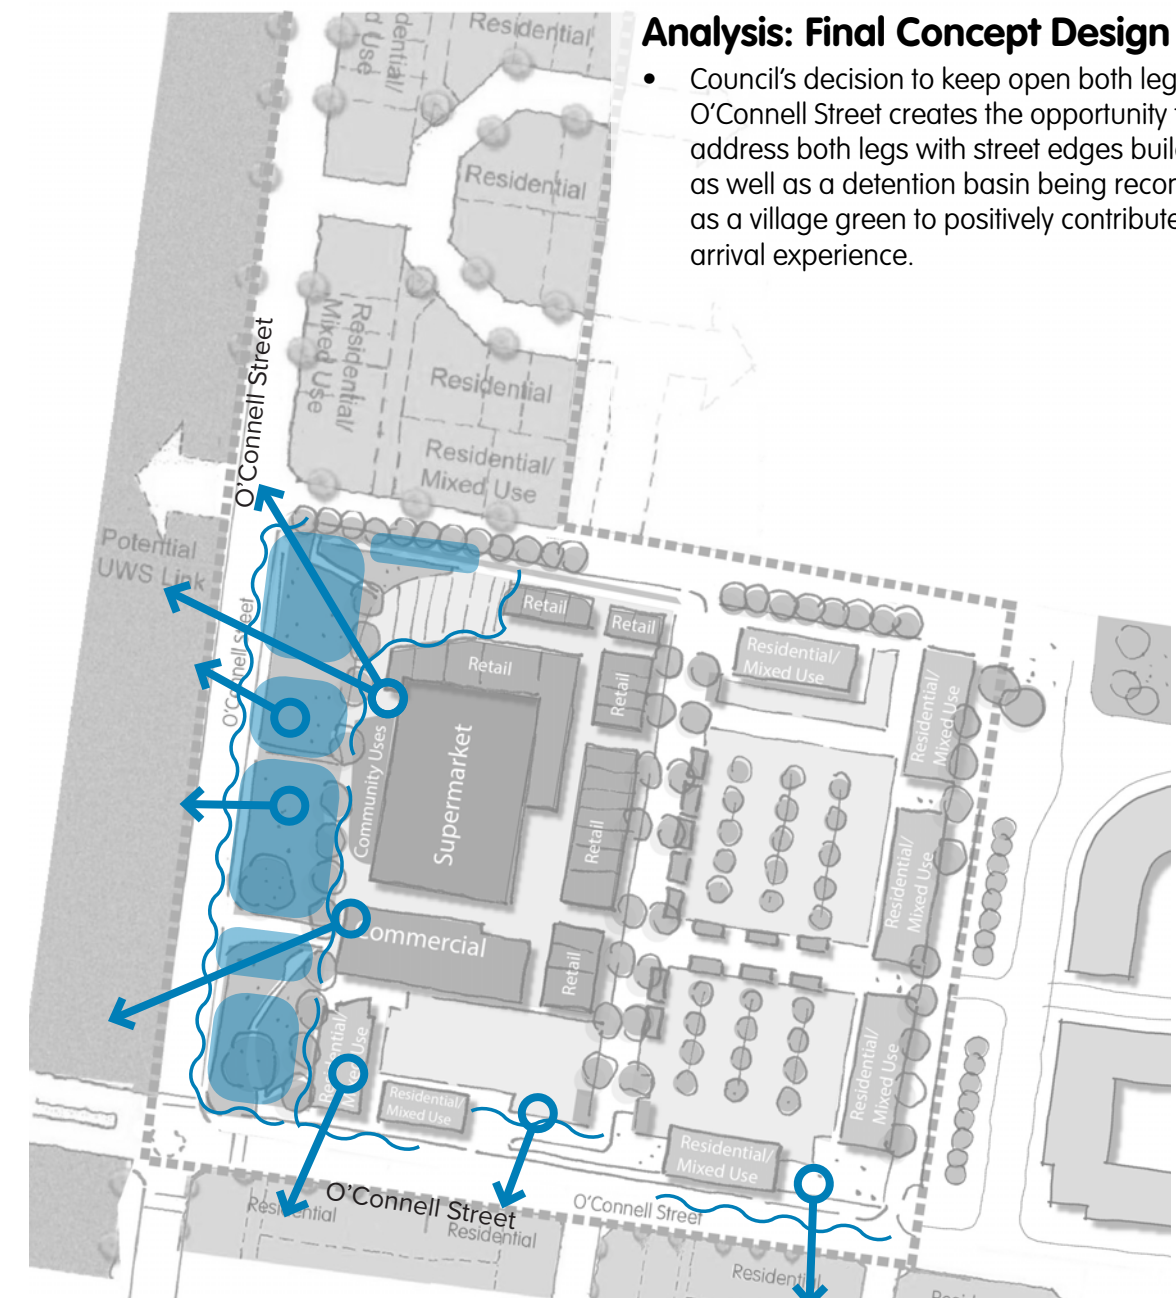 Analysis: Final Concept Design
• Council's decision to keep open both leg
O'Connell Street creates the opportunity
address both legs with street edges buil
as well as a detention basin being recon
as a village green to positively contribute
arrival experience.
Residential
dential/
d Use
Residential
Residential/
Mixed Use
Residential
Residential/
Mixed Use
O'Connell Street
Potential
UWS Link
O'Connell street
Retail
Retail
Retail
Retail
Residential/
Mixed Use
Residential/
Mixed Use
Community Uses
Supermarket
Retail
Residential/
Mixed Use
Commercial
Retail
Residential/
Mixed Use
Residential/
Mixed Use
Residential/
Mixed Use
Residential/
Mixed Use
O'Connell Street
O'Connell Street
Residential
Residential
Residential